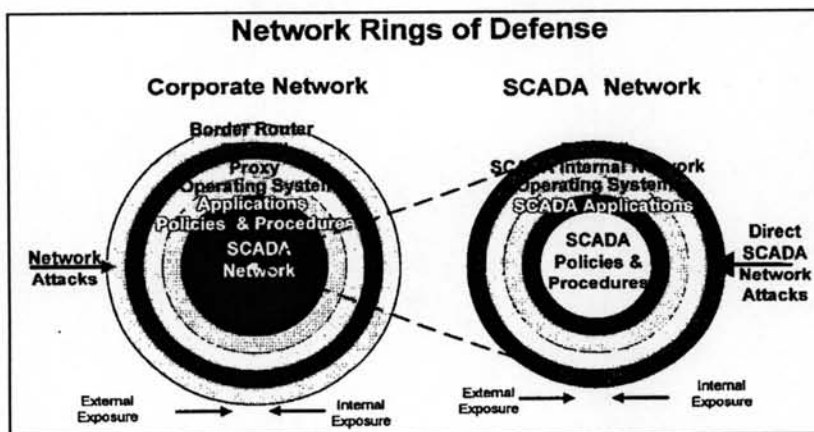 Network Rings of Defense
Corporate Network
Border Router
Proxy
Operating System
Applications
Policies & Procedures
SCADA
Network
Network
Attacks
External
Exposure
Internal
Exposure
SCADA Network
SCADA Internal Network
Operating System
SCADA Applications
SCADA
Policies &
Procedures
Direct
SCADA
Network
Attacks
External
Exposure
Internal
Exposure